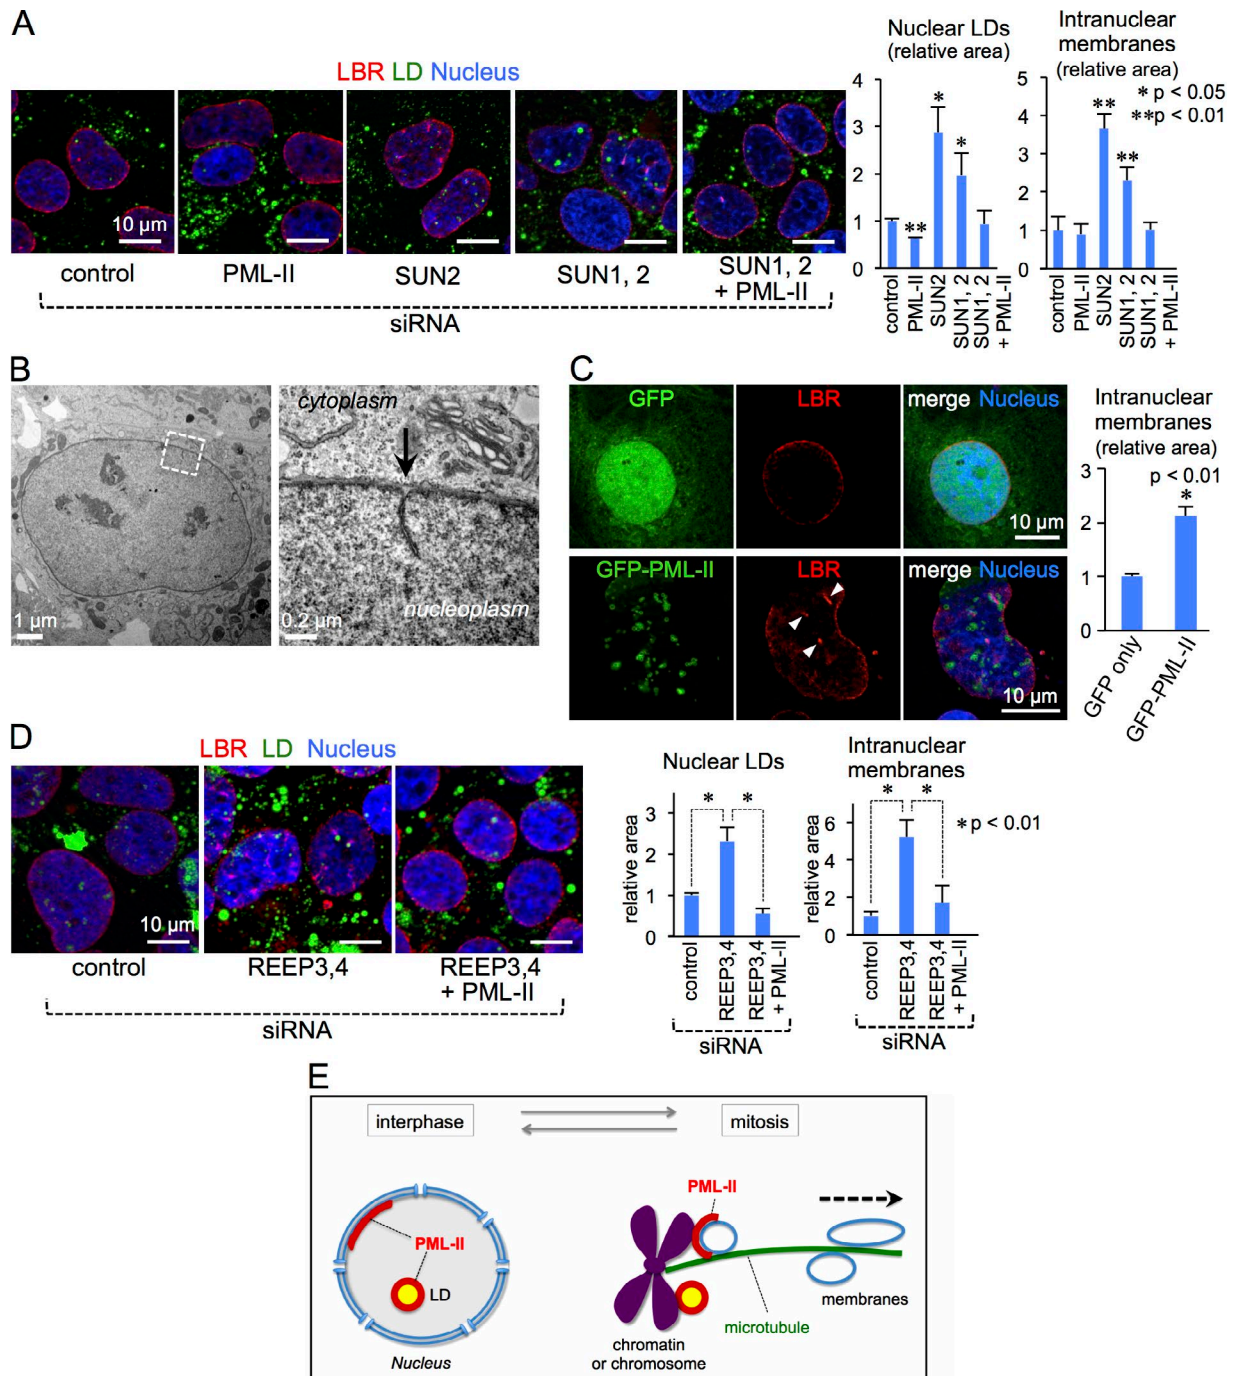 A
LBR LD Nucleus
10 µm
control
PML-II
SUN2
SUN1, 2
SUN1, 2
+ PML-II
siRNA
Nuclear LDs
(relative area)
4
3
2
1
0
*
*
**
control
PML-II
SUN2
SUN1, 2
SUN1, 2
+ PML-II
Intranuclear
membranes
(relative area)
* p < 0.05
**p < 0.01
5
4
3
2
1
0
**
**
control
PML-II
SUN2
SUN1, 2
SUN1, 2
+ PML-II
B
1 µm
cytoplasm
nucleoplasm
0.2 µm
C
GFP
LBR
merge Nucleus
10 µm
GFP-PML-II
LBR
merge Nucleus
10 µm
Intranuclear
membranes
(relative area)
p < 0.01
*
3
2
1
0
GFP only
GFP-PML-II
D
LBR LD Nucleus
10 µm
control
REEP3,4
REEP3,4
+ PML-II
siRNA
Nuclear LDs
* *
relative area
3
2
1
0
control
REEP3,4
REEP3,4
+ PML-II
siRNA
Intranuclear
membranes
* *
*p < 0.01
relative area
6
4
2
0
control
REEP3,4
REEP3,4
+ PML-II
siRNA
E
interphase
mitosis
PML-II
PML-II
LD
Nucleus
membranes
microtubule
chromatin
or chromosome